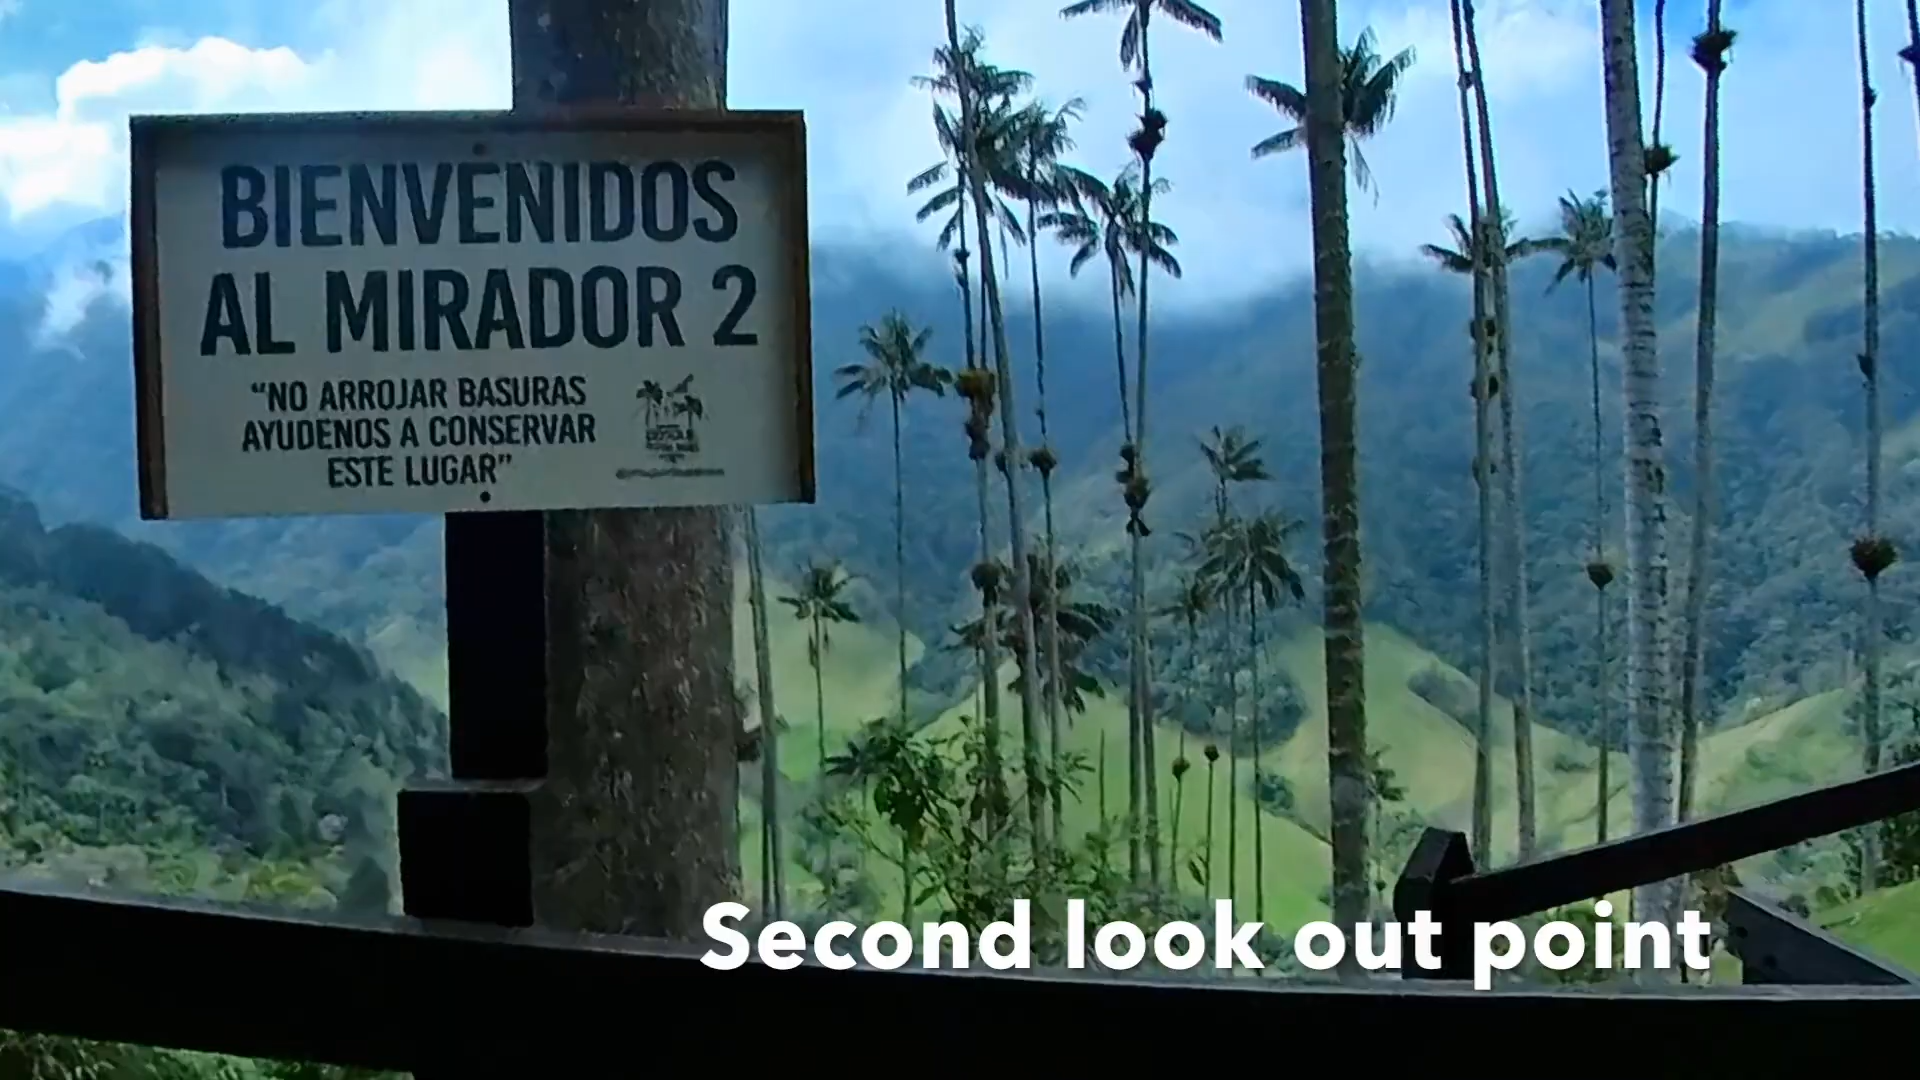 BIENVENIDOS
AL MIRADOR 2
“NO ARROJAR BASURAS
AYUDENOS A CONSERVAR
ESTE LUGAR”
Second look out point